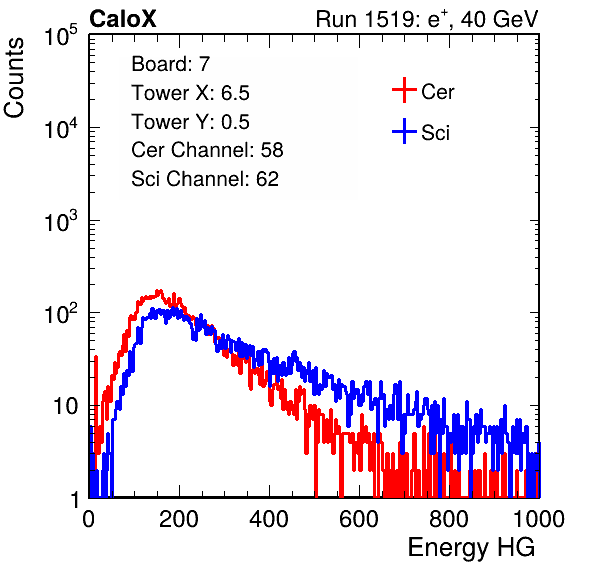 CaloX Run 1519: e+, 40 GeV
Counts
Board: 7
Tower X: 6.5
Tower Y: 0.5
Cer Channel: 58
Sci Channel: 62
Cer
Sci
10^5
10^4
10^3
10^2
10
1
0 200 400 600 800 1000
Energy HG